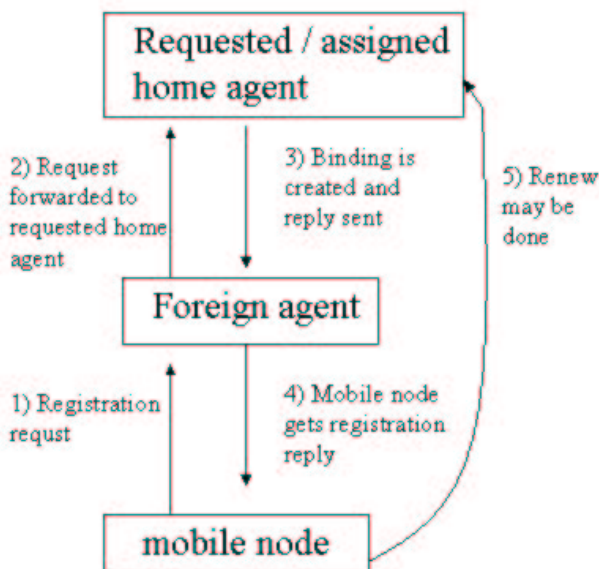 Requested / assigned
home agent
2) Request
forwarded to
requested home
agent
3) Binding is
created and
reply sent
5) Renew
may be
done
Foreign agent
1) Registration
requst
4) Mobile node
gets registration
reply
mobile node